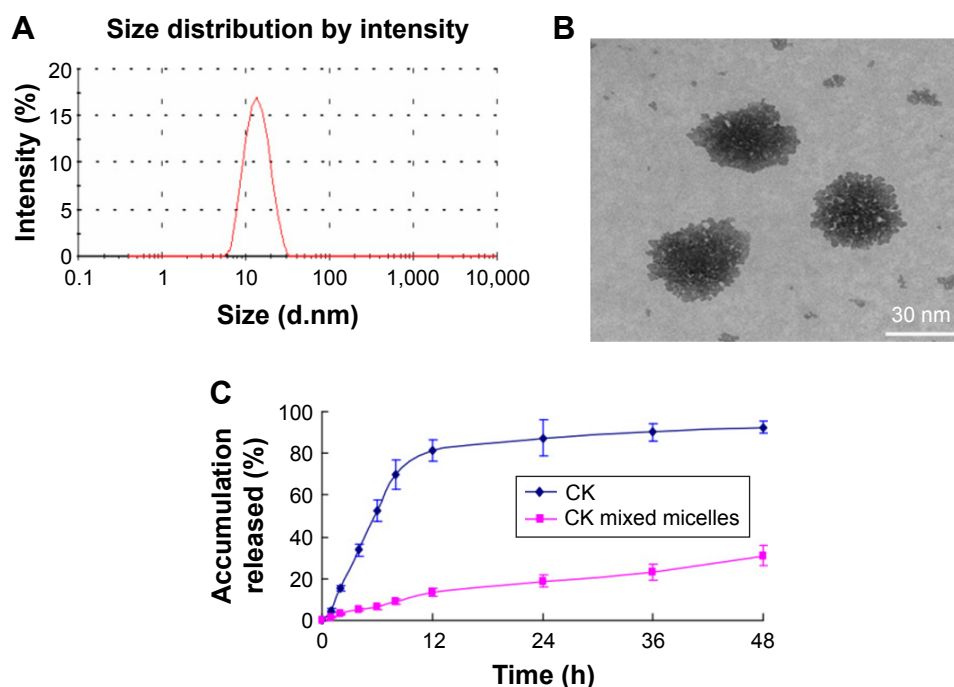 A
Size distribution by intensity
Intensity (%)
20
15
10
5
0
0.1 1 10 100 1,000 10,000
Size (d.nm)
B
30 nm
C
Accumulation
released (%)
100
80
60
40
20
0
CK
CK mixed micelles
0 12 24 36 48
Time (h)